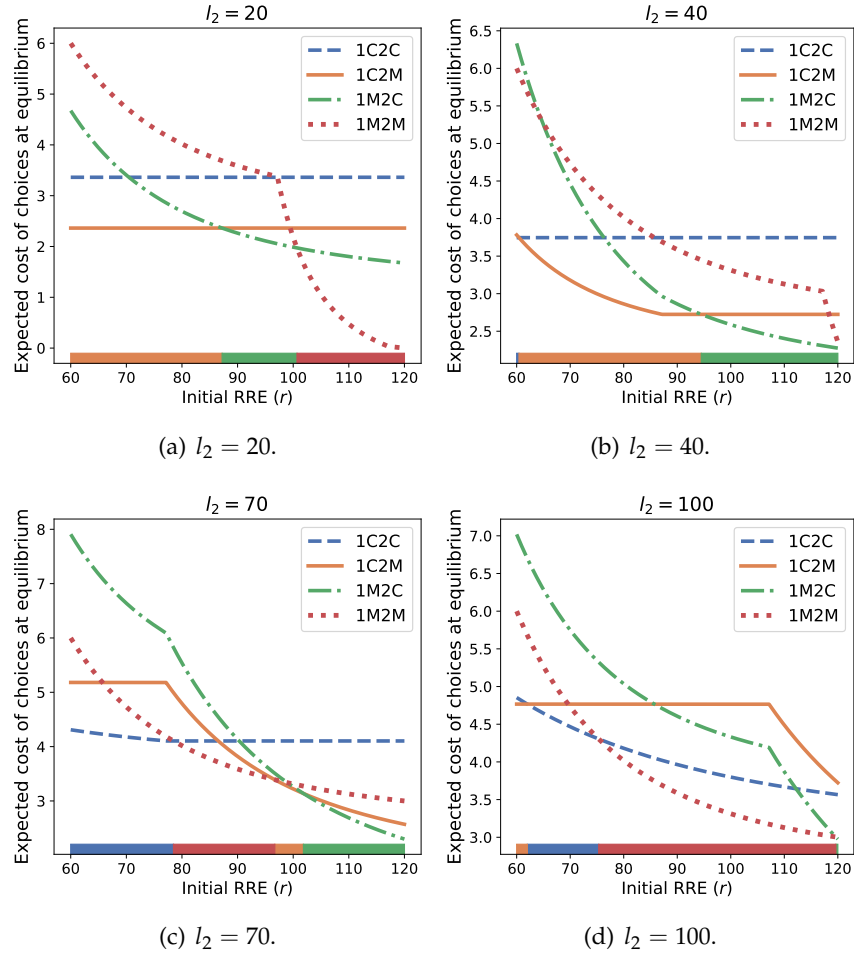 l₂ = 20
Expected cost of choices at equilibrium
6
5
4
3
2
1
0
1C2C
1C2M
1M2C
1M2M
60 70 80 90 100 110 120
Initial RRE (r)
(a) l₂ = 20.
l₂ = 40
Expected cost of choices at equilibrium
6.5
6.0
5.5
5.0
4.5
4.0
3.5
3.0
2.5
1C2C
1C2M
1M2C
1M2M
60 70 80 90 100 110 120
Initial RRE (r)
(b) l₂ = 40.
l₂ = 70
Expected cost of choices at equilibrium
8
7
6
5
4
3
1C2C
1C2M
1M2C
1M2M
60 70 80 90 100 110 120
Initial RRE (r)
(c) l₂ = 70.
l₂ = 100
Expected cost of choices at equilibrium
7.0
6.5
6.0
5.5
5.0
4.5
4.0
3.5
3.0
1C2C
1C2M
1M2C
1M2M
60 70 80 90 100 110 120
Initial RRE (r)
(d) l₂ = 100.